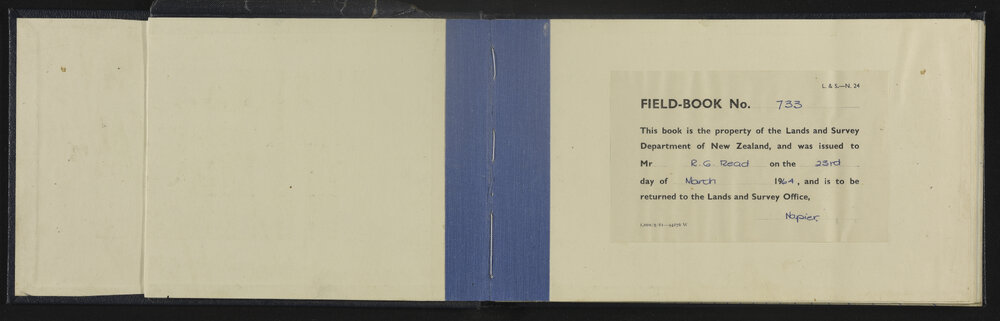 L. & S.—N. 24
FIELD-BOOK No. 733
This book is the property of the Lands and Survey
Department of New Zealand, and was issued to
Mr R. G. Read on the 23rd
day of March 1964, and is to be
returned to the Lands and Survey Office,
Napier.